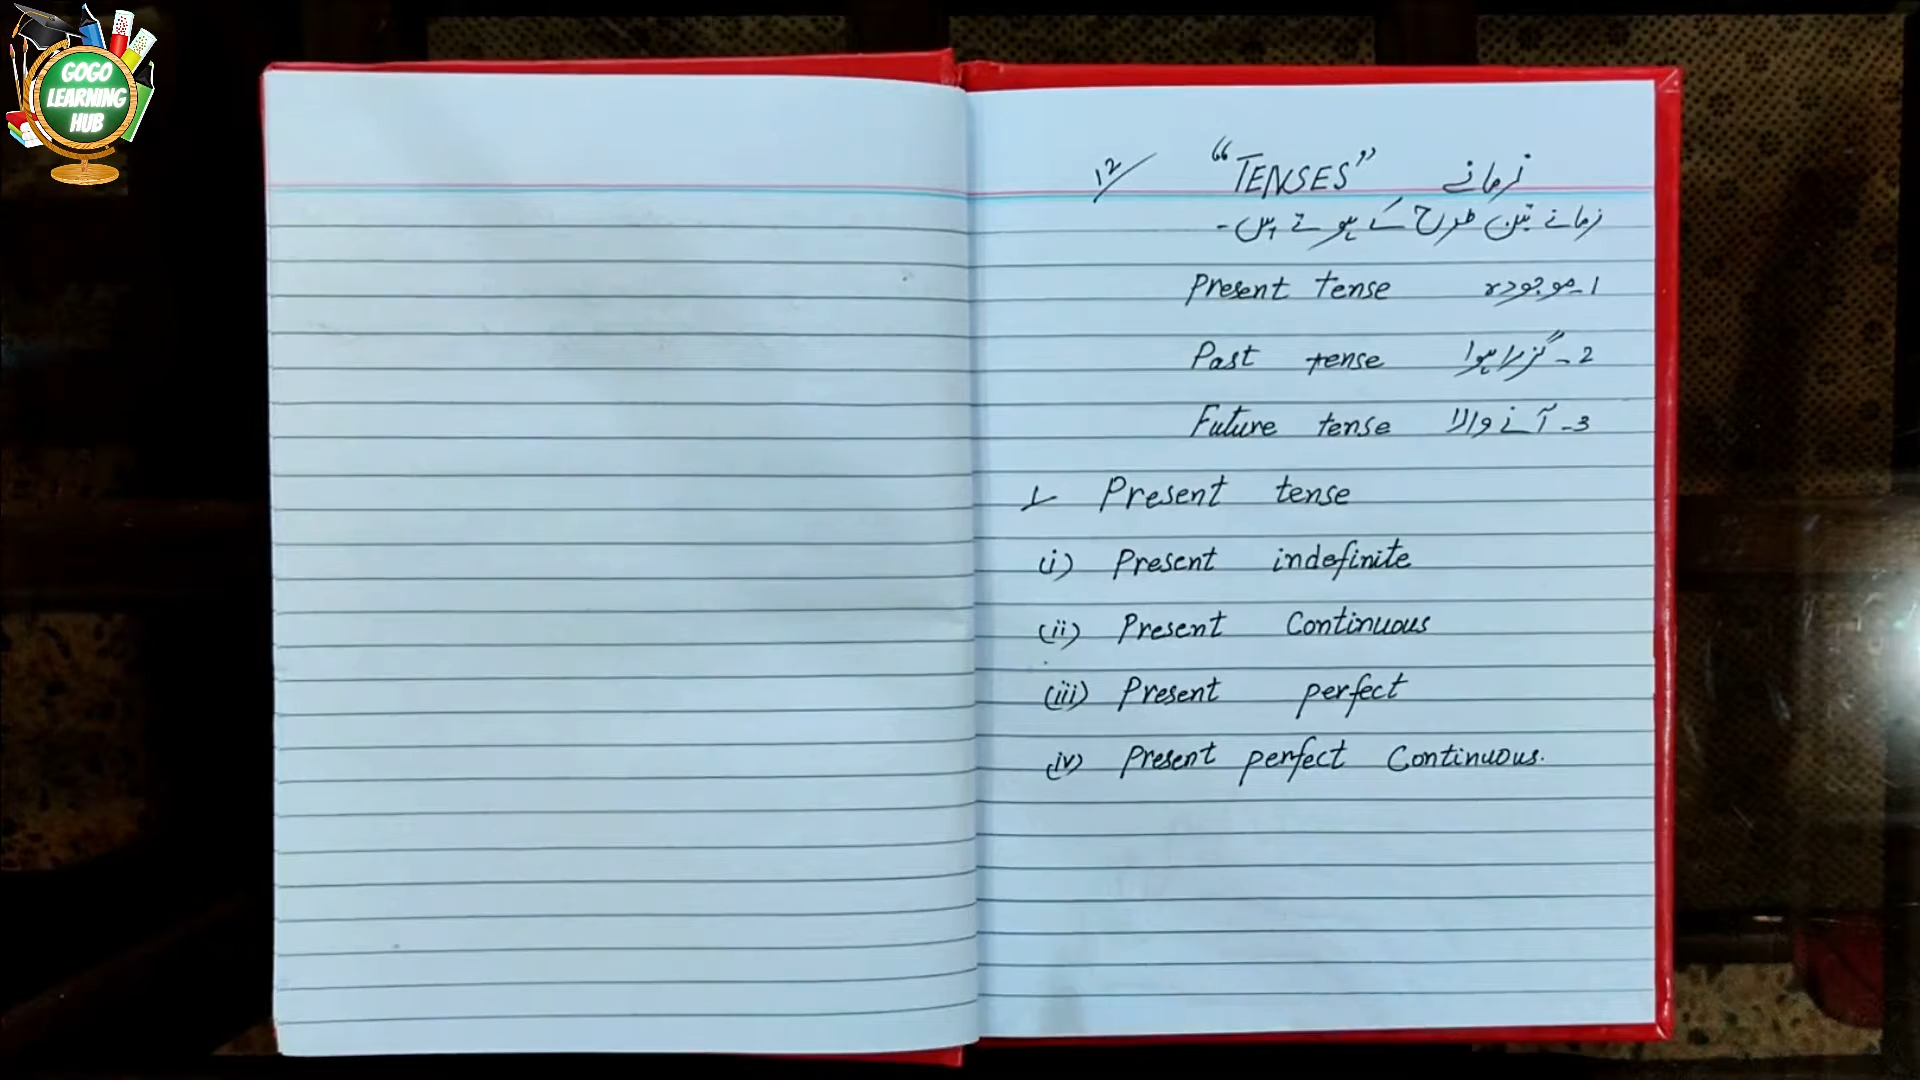 GOGO
LEARNING
HUB
۱۲/ "TENSES" زمانے
زمانے تین طرح کے ہوتے ہیں۔
Present tense ۱۔موجودہ
Past tense 2۔گزرا ہوا
Future tense 3۔آنے والا
1 Present tense
(i) Present indefinite
(ii) Present Continuous
(iii) Present perfect
(iv) Present perfect Continuous.